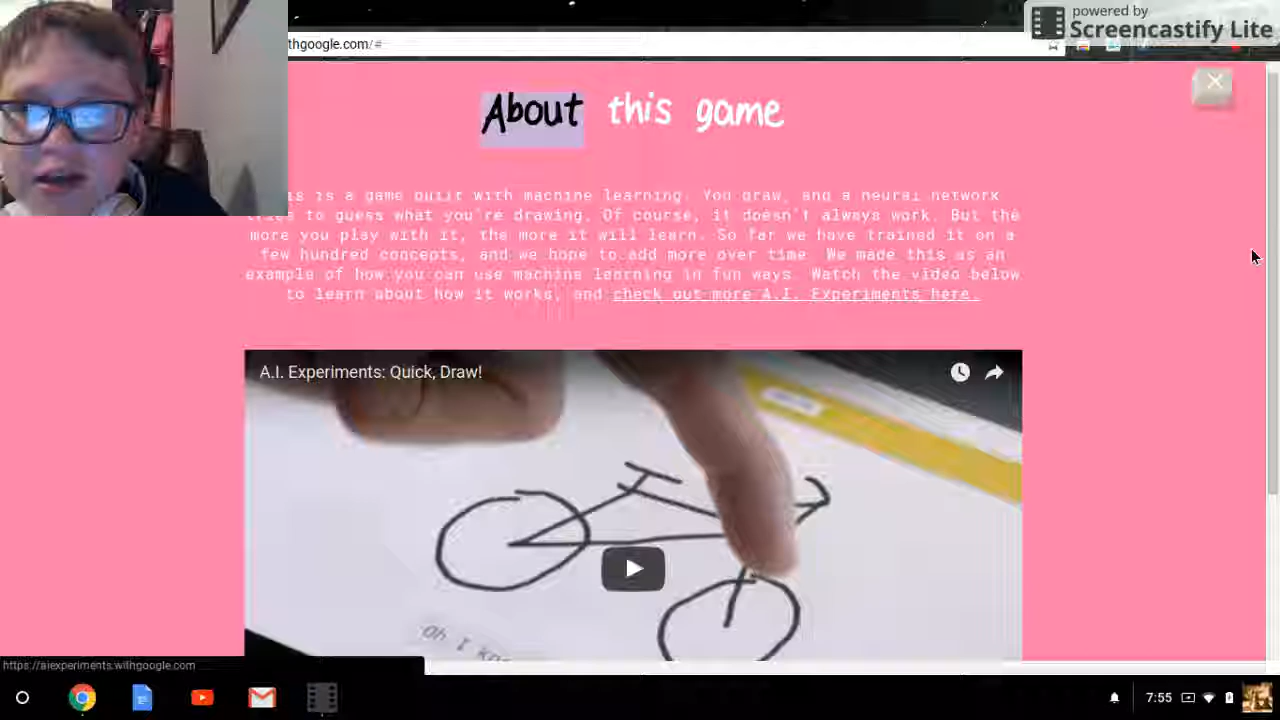 powered by
Screencastify Lite
thgoogle.com/#
About this game
is is a game built with machine learning. You draw, and a neural network
to guess what you're drawing. Of course, it doesn't always work. But the
more you play with it, the more it will learn. So far we have trained it on a
few hundred concepts, and we hope to add more over time. We made this as an
example of how you can use machine learning in fun ways. Watch the video below
to learn about how it works, and check out more A.I. Experiments here.
A.I. Experiments: Quick, Draw!
Oh I
https://aiexperiments.withgoogle.com
7:55